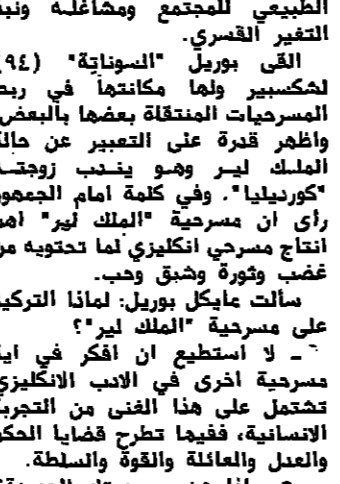 الطبيعي للمجتمع ومشاغله ونبذ
التغير القسري.
القى بوريل "السوناتة" (٩٤)
لشكسبير ولها مكانتها في ربط
المسرحيات المنتقاة بعضها بالبعض
واظهر قدرة على التعبير عن حالة
الملك لير وهو يندب زوجته
"كورديليا". وفي كلمة امام الجمهور
رأى ان مسرحية "الملك لير" اهم
انتاج مسرحي انكليزي لما تحتويه من
غضب وثورة وشبق وحب.
سألت مايكل بوريل: لماذا التركيز
على مسرحية "الملك لير"؟
ـ لا استطيع ان افكر في اية
مسرحية اخرى في الادب الانكليزي
تشتمل على هذا الغنى من التجربة
الانسانية، ففيها تطرح قضايا الحكم
والعدل والعائلة والقوة والسلطة.